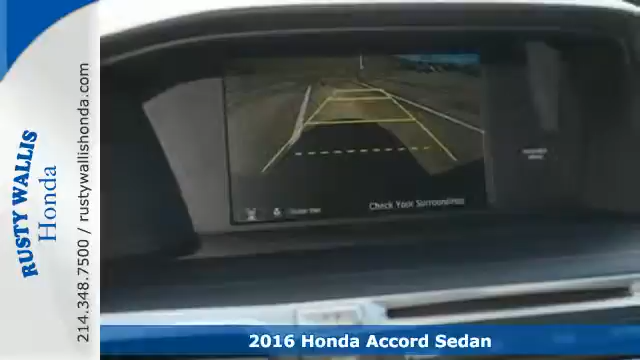 RUSTY WALLIS
Honda
214.348.7500 / rustywallishonda.com
Check Your Surroundings
2016 Honda Accord Sedan